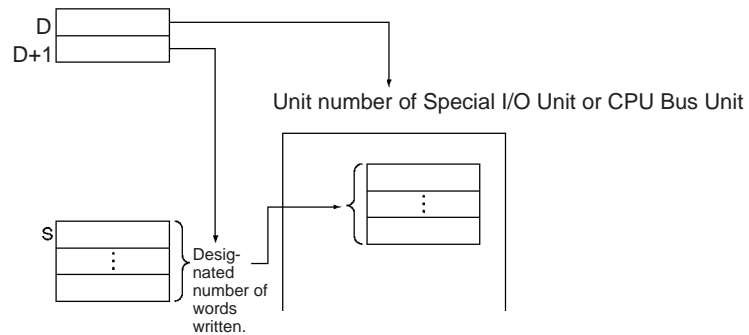 D
D+1
Unit number of Special I/O Unit or CPU Bus Unit
S
Desig-
nated
number of
words
written.